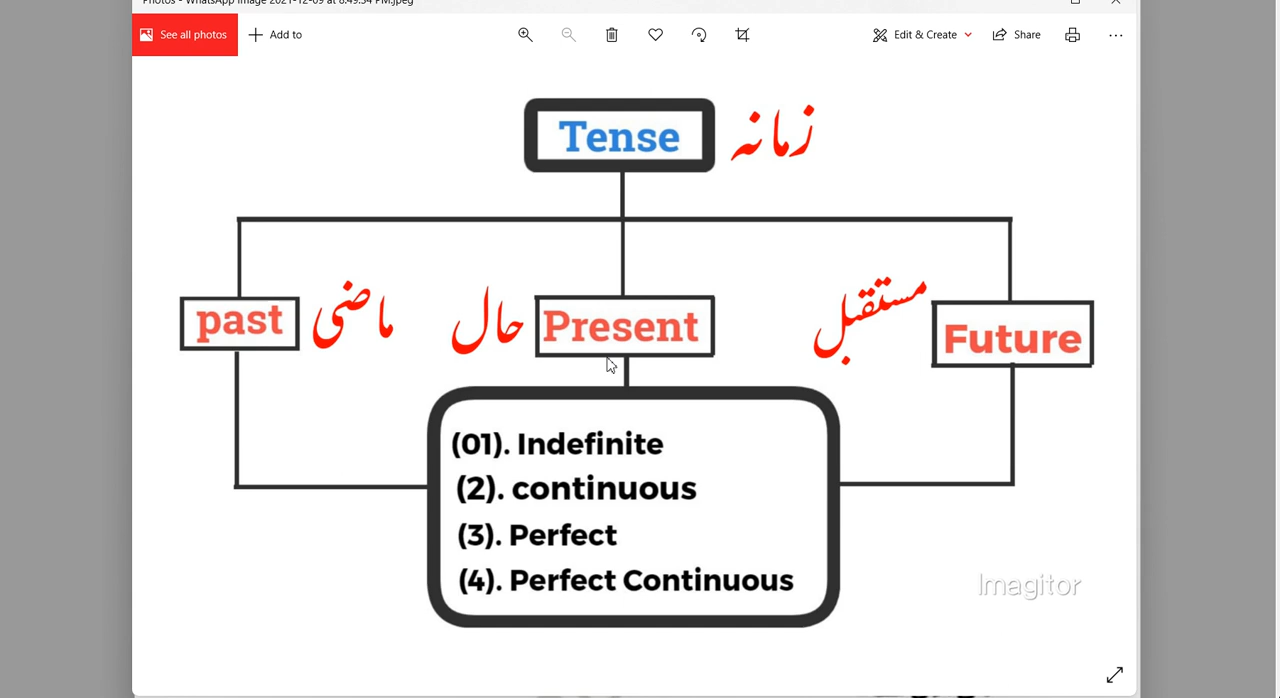 Photos - WhatsApp Image 2021-12-09 at 8.49.54 PM.jpeg
See all photos
Add to
Edit & Create
Share
Tense زمانہ
past ماضی حال Present مستقبل Future
(01). Indefinite
(2). continuous
(3). Perfect
(4). Perfect Continuous
Imagitor